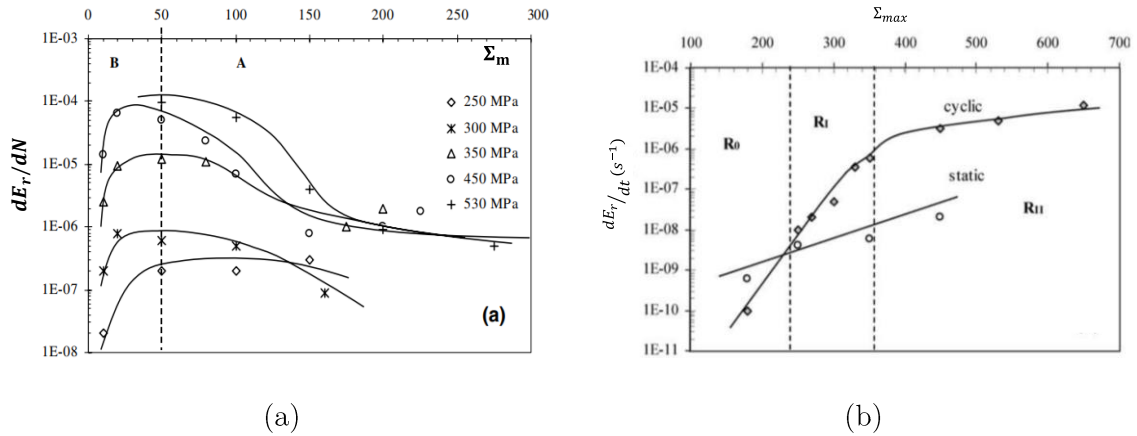 0 50 100 150 200 250 300
Σm
1E-03
1E-04
1E-05
1E-06
1E-07
1E-08
dEr/dN
B
A
250 MPa
300 MPa
350 MPa
450 MPa
530 MPa
(a)
(a)
Σmax
100 200 300 400 500 600 700
1E-04
1E-05
1E-06
1E-07
1E-08
1E-09
1E-10
1E-11
dEr/dt (s⁻¹)
R0
RI
RII
cyclic
static
(b)